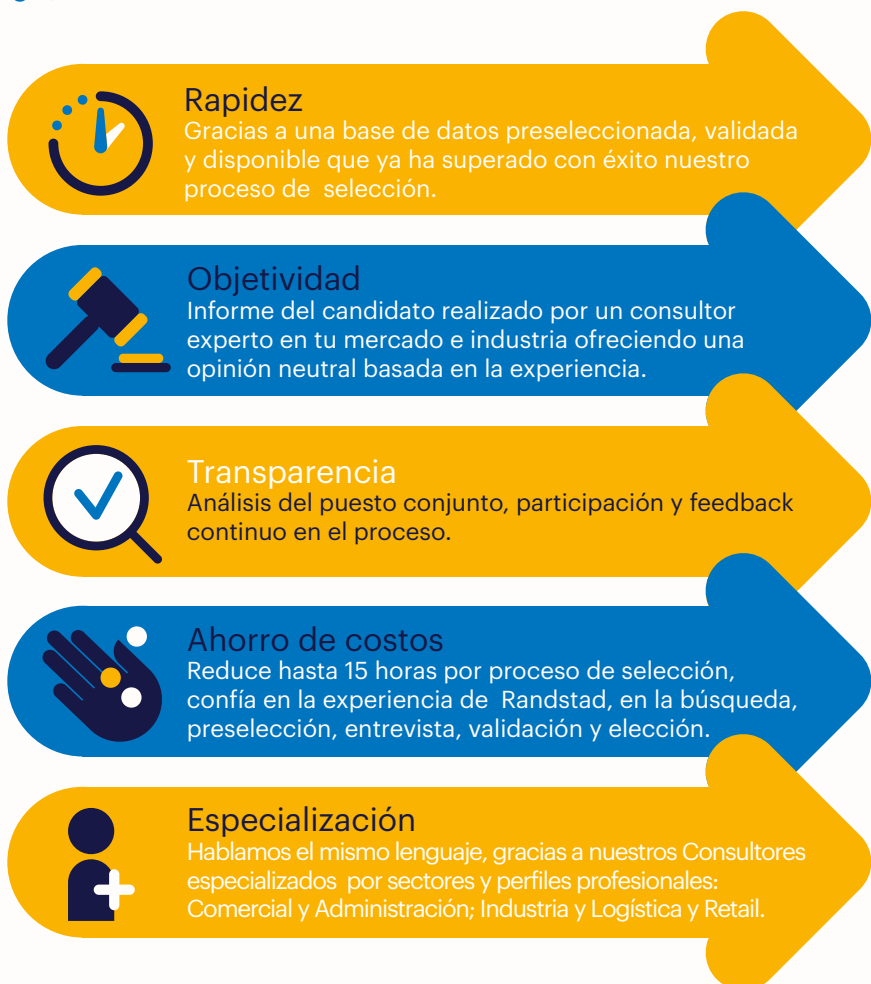 Rapidez
Gracias a una base de datos preseleccionada, validada
y disponible que ya ha superado con éxito nuestro
proceso de selección.
Objetividad
Informe del candidato realizado por un consultor
experto en tu mercado e industria ofreciendo una
opinión neutral basada en la experiencia.
Transparencia
Análisis del puesto conjunto, participación y feedback
continuo en el proceso.
Ahorro de costos
Reduce hasta 15 horas por proceso de selección,
confía en la experiencia de Randstad, en la búsqueda,
preselección, entrevista, validación y elección.
Especialización
Hablamos el mismo lenguaje, gracias a nuestros Consultores
especializados por sectores y perfiles profesionales:
Comercial y Administración; Industria y Logística y Retail.